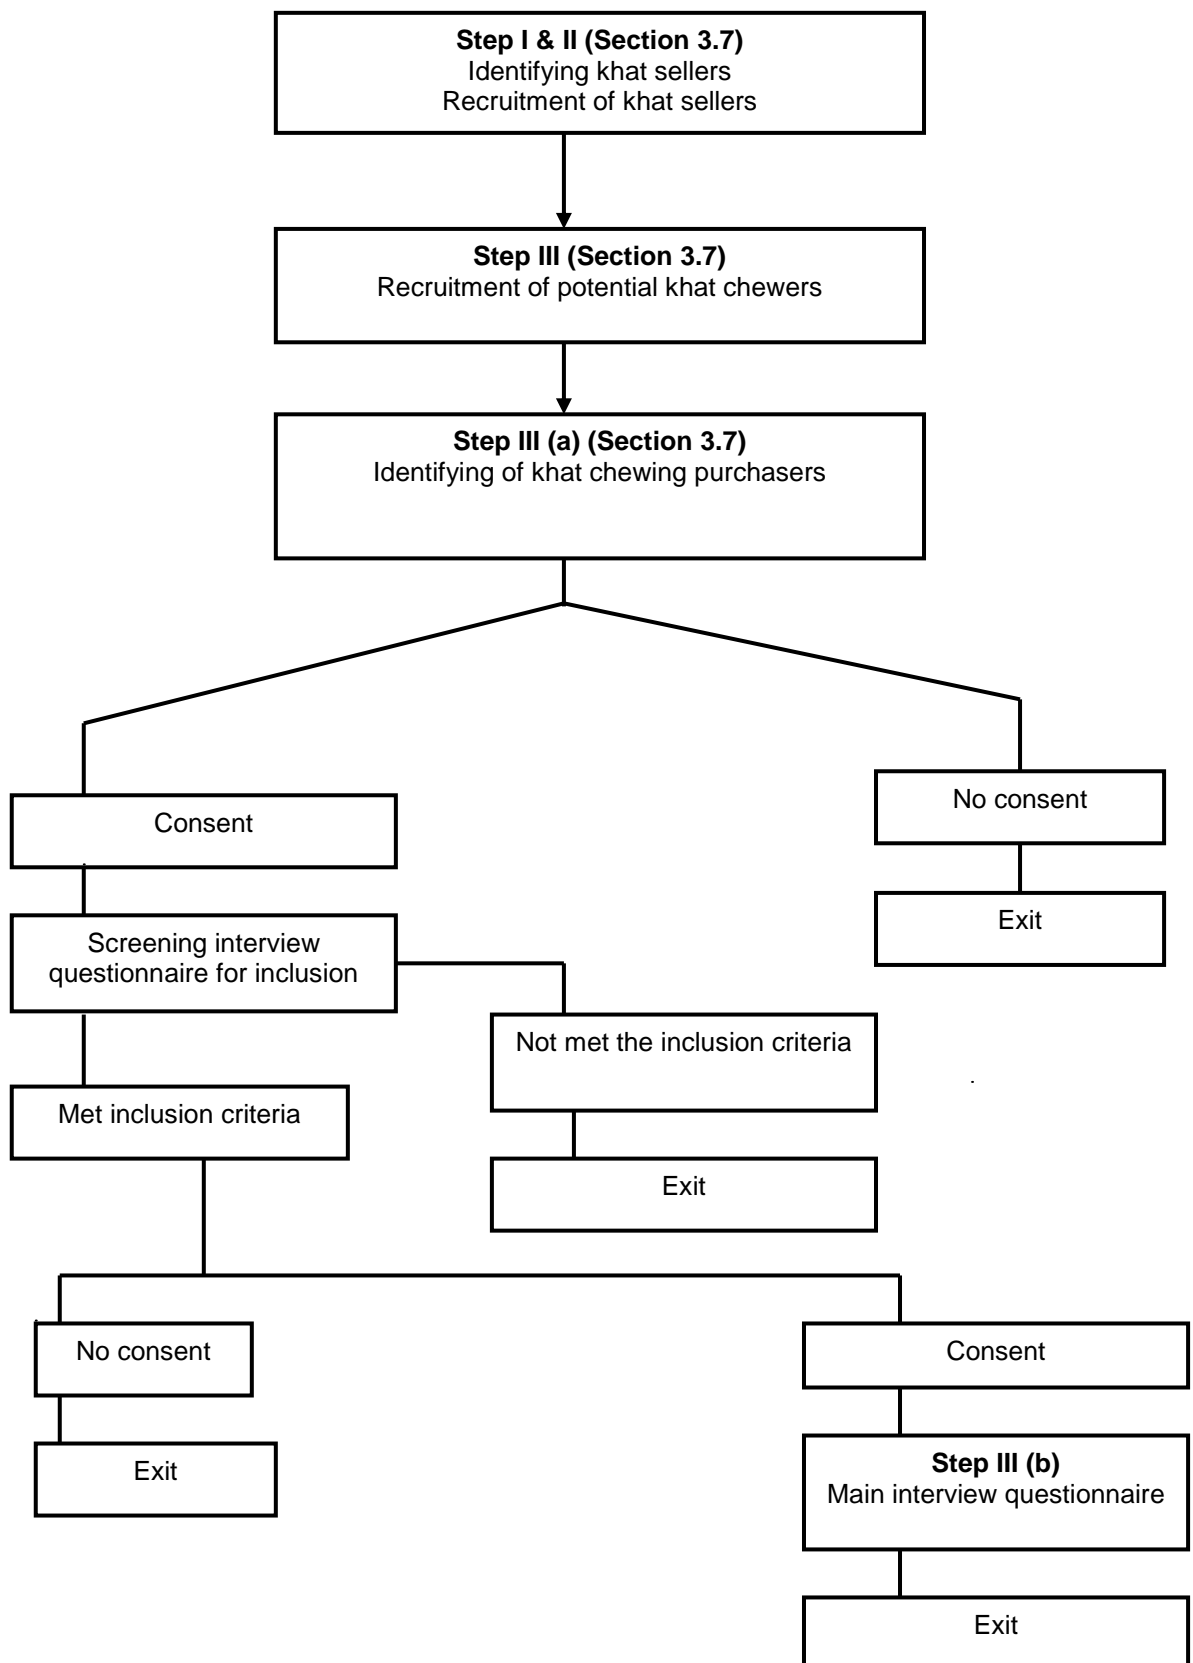 Step I & II (Section 3.7)
Identifying khat sellers
Recruitment of khat sellers
Step III (Section 3.7)
Recruitment of potential khat chewers
Step III (a) (Section 3.7)
Identifying of khat chewing purchasers
No consent
Consent
Exit
Screening interview
questionnaire for inclusion
Not met the inclusion criteria
Met inclusion criteria
Exit
No consent
Consent
Exit
Step III (b)
Main interview questionnaire
Exit